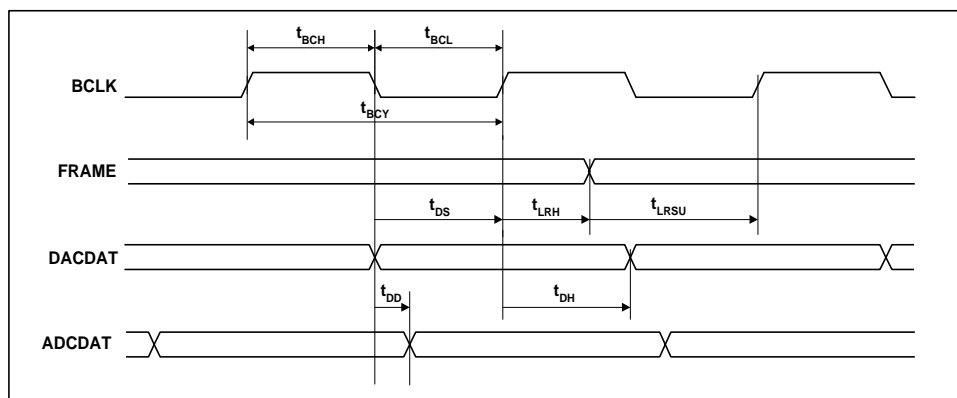 tBCH tBCL
BCLK
tBCY
FRAME
tDS tLRH tLRSU
DACDAT
tDD tDH
ADCDAT